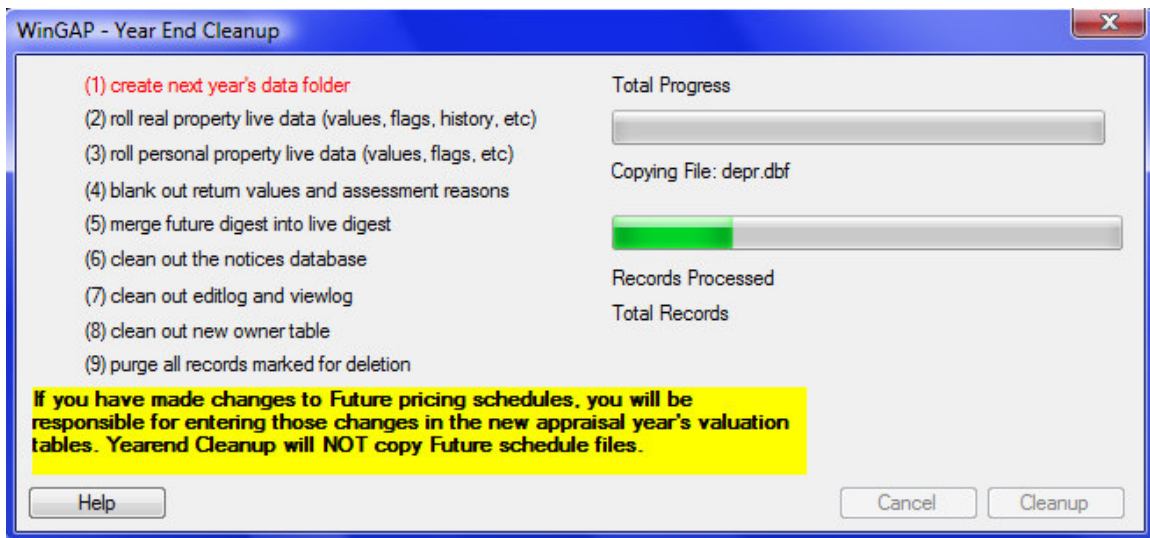 WinGAP - Year End Cleanup
(1) create next year's data folder
(2) roll real property live data (values, flags, history, etc)
(3) roll personal property live data (values, flags, etc)
(4) blank out return values and assessment reasons
(5) merge future digest into live digest
(6) clean out the notices database
(7) clean out editlog and viewlog
(8) clean out new owner table
(9) purge all records marked for deletion
Total Progress
Copying File: depr.dbf
Records Processed
Total Records
If you have made changes to Future pricing schedules, you will be
responsible for entering those changes in the new appraisal year's valuation
tables. Yearend Cleanup will NOT copy Future schedule files.
Help
Cancel
Cleanup